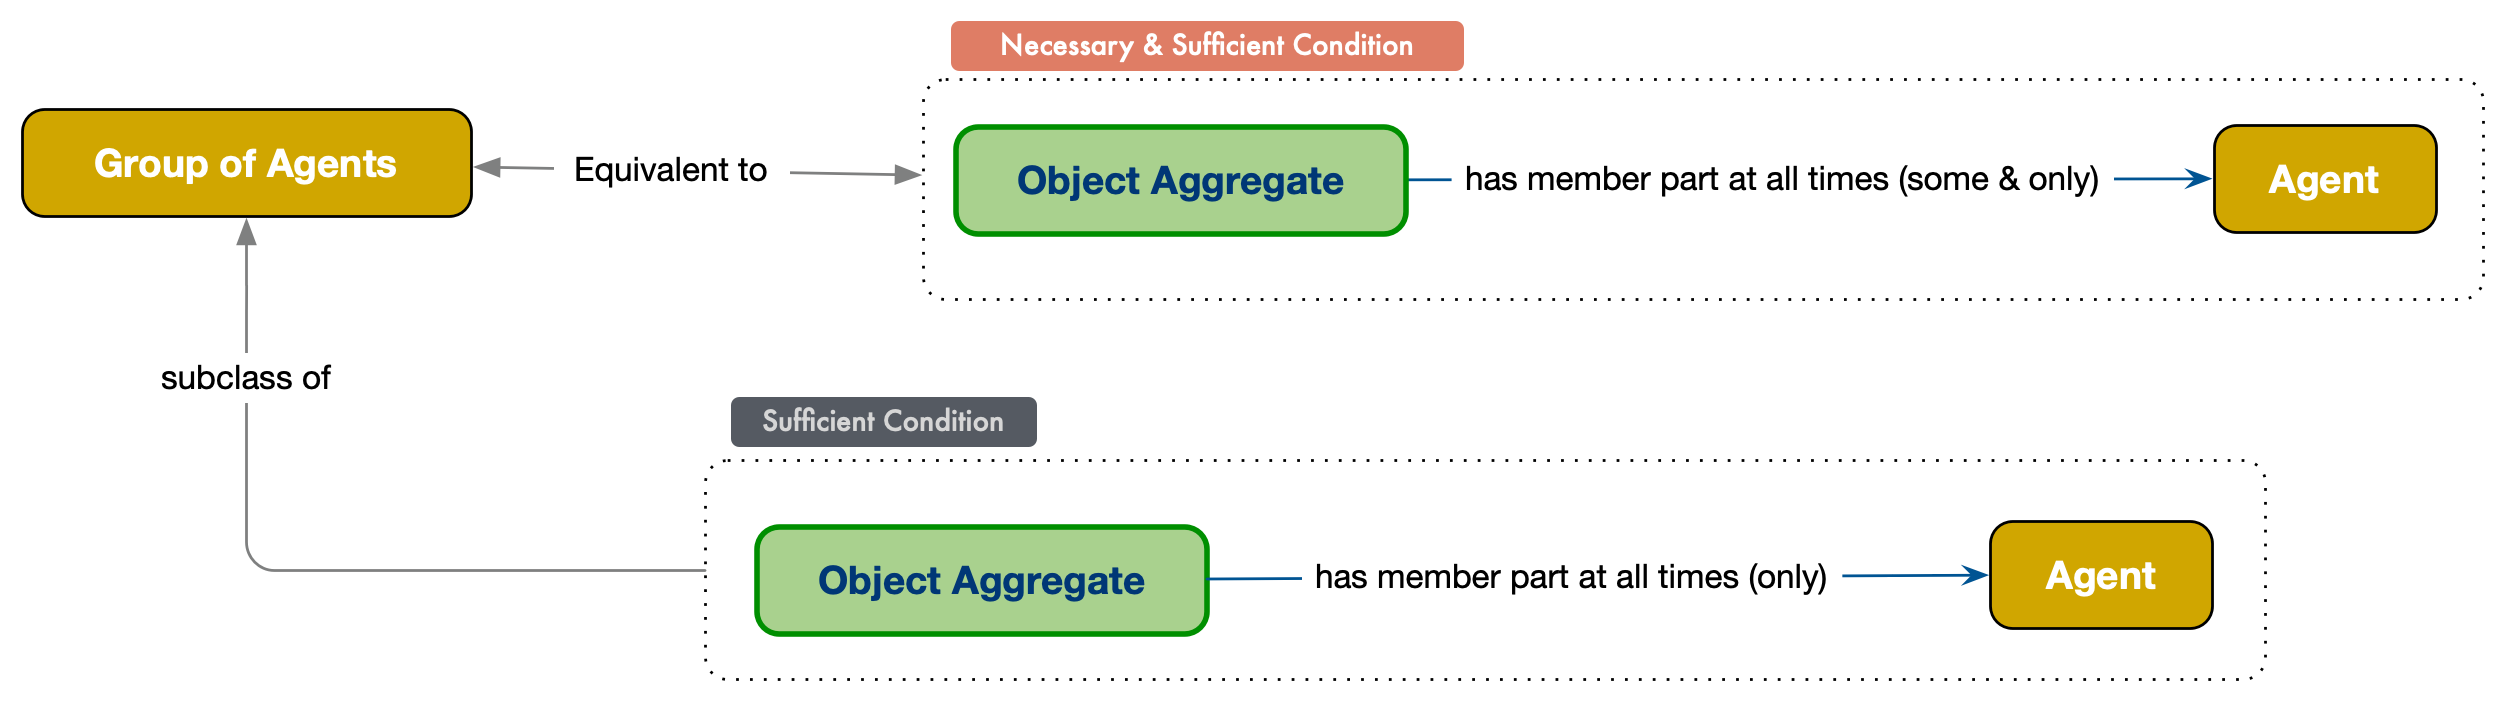 Necessary & Sufficient Condition
Group of Agents
Equivalent to
Object Aggregate
has member part at all times (some & only)
Agent
subclass of
Sufficient Condition
Object Aggregate
has member part at all times (only)
Agent